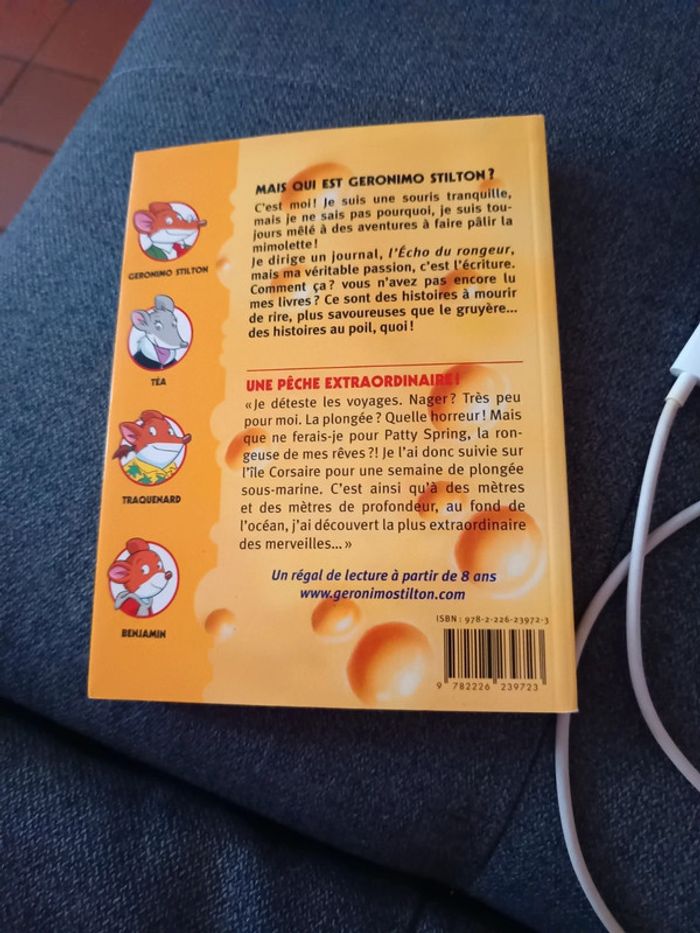 MAIS QUI EST GERONIMO STILTON ?
C'est moi ! Je suis une souris tranquille,
mais je ne sais pas pourquoi, je suis tou-
jours mêlé à des aventures à faire pâlir la
mimolette !
Je dirige un journal, l'Écho du rongeur,
mais ma véritable passion, c'est l'écriture.
Comment ça ? vous n'avez pas encore lu
mes livres ? Ce sont des histoires à mourir
de rire, plus savoureuses que le gruyère...
des histoires au poil, quoi !
GERONIMO STILTON
TÉA
TRAQUENARD
BENJAMIN
UNE PÊCHE EXTRAORDINAIRE !
« Je déteste les voyages. Nager ? Très peu
pour moi. La plongée ? Quelle horreur ! Mais
que ne ferais-je pour Patty Spring, la ron-
geuse de mes rêves ?! Je l'ai donc suivie sur
l'île Corsaire pour une semaine de plongée
sous-marine. C'est ainsi qu'à des mètres
et des mètres de profondeur, au fond de
l'océan, j'ai découvert la plus extraordinaire
des merveilles... »
Un régal de lecture à partir de 8 ans
www.geronimostilton.com
ISBN : 978-2-226-23972-3
9 782226 239723